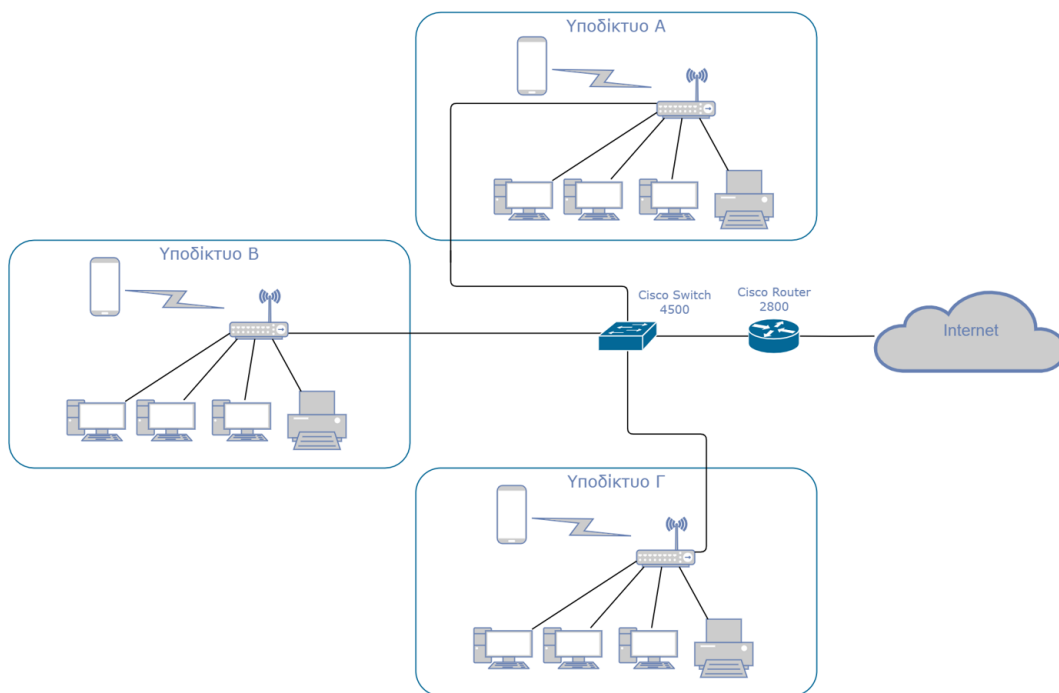 Υποδίκτυο Α
Υποδίκτυο Β
Cisco Switch
4500
Cisco Router
2800
Internet
Υποδίκτυο Γ